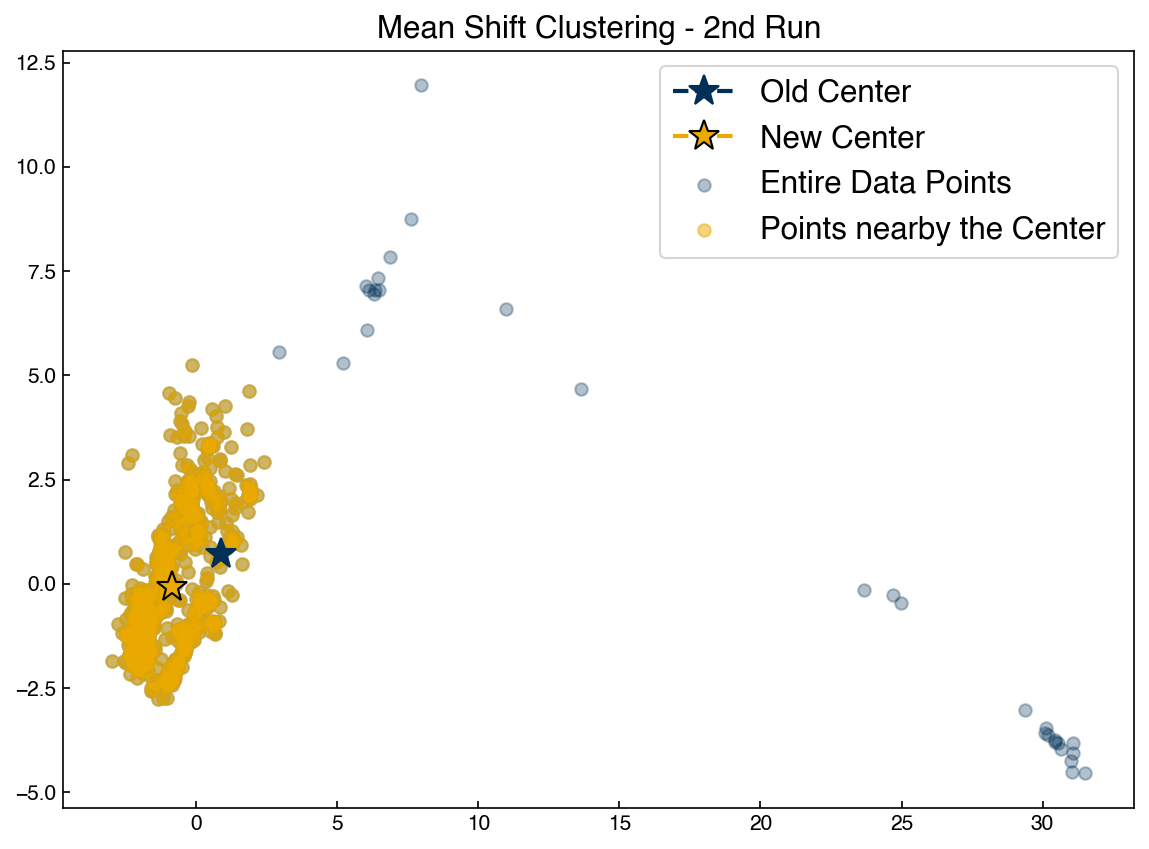 Mean Shift Clustering - 2nd Run
Old Center
New Center
Entire Data Points
Points nearby the Center
12.5
10.0
7.5
5.0
2.5
0.0
−2.5
−5.0
0 5 10 15 20 25 30